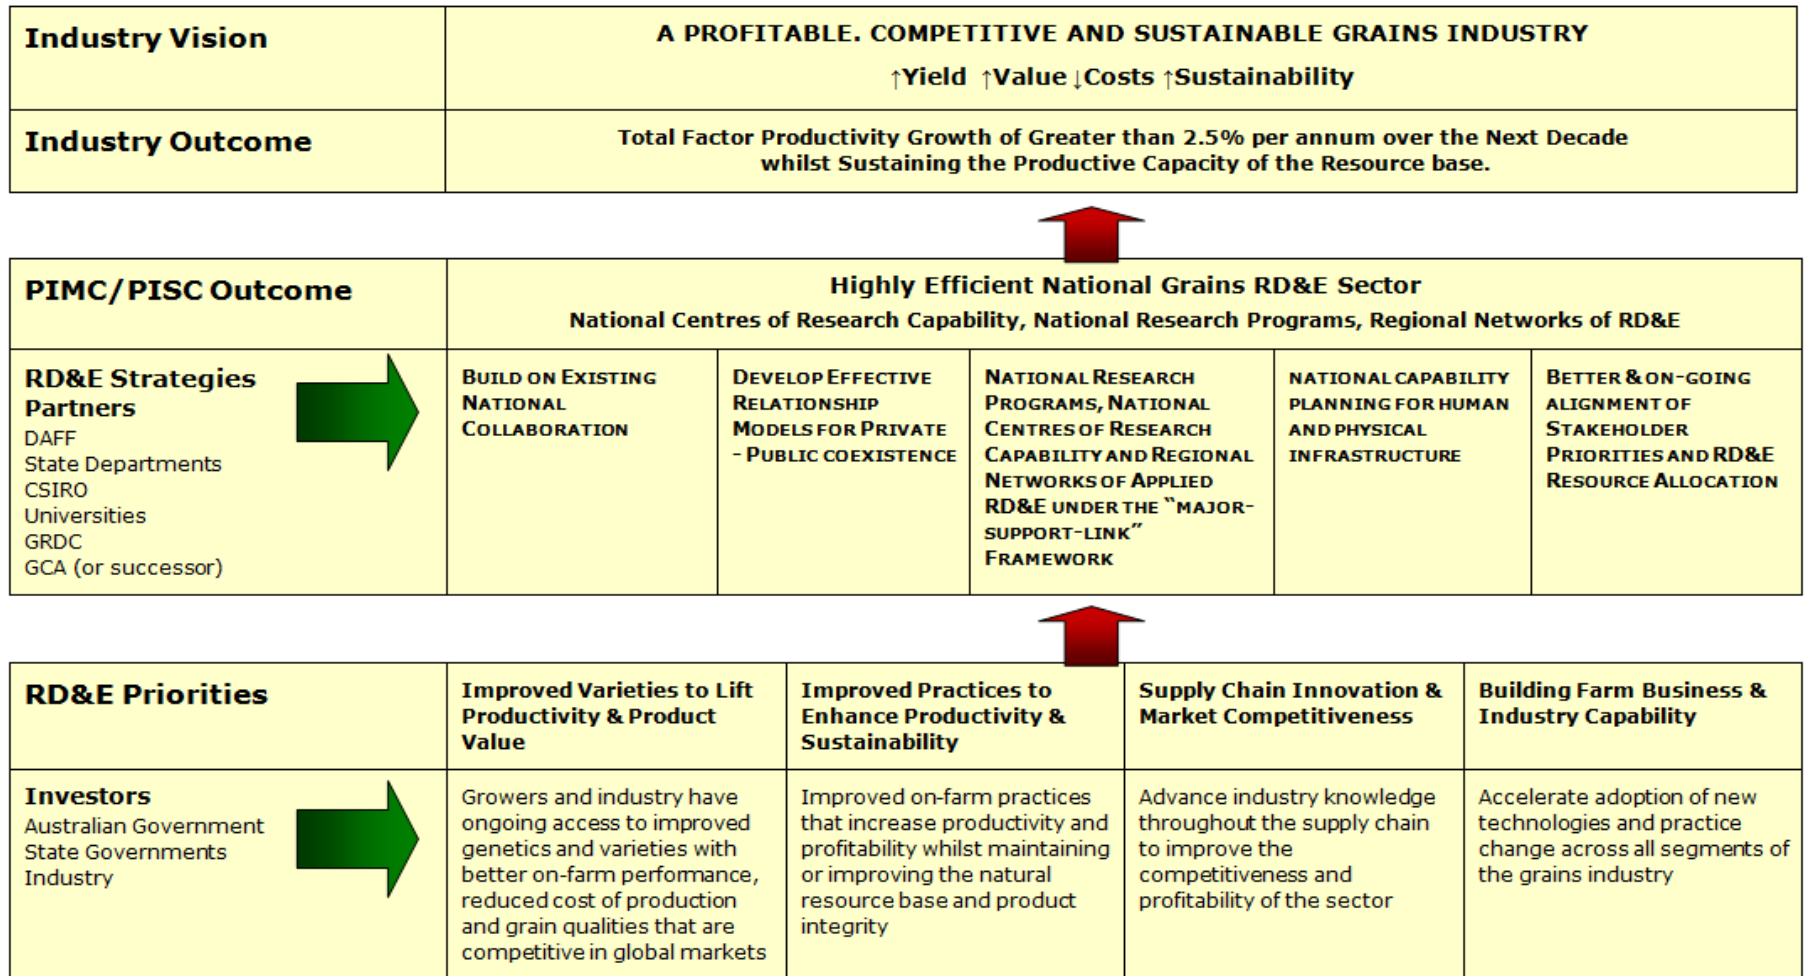 Industry Vision
A PROFITABLE. COMPETITIVE AND SUSTAINABLE GRAINS INDUSTRY
↑Yield ↑Value ↓Costs ↑Sustainability
Industry Outcome
Total Factor Productivity Growth of Greater than 2.5% per annum over the Next Decade
whilst Sustaining the Productive Capacity of the Resource base.
PIMC/PISC Outcome
Highly Efficient National Grains RD&E Sector
National Centres of Research Capability, National Research Programs, Regional Networks of RD&E
RD&E Strategies
Partners
DAFF
State Departments
CSIRO
Universities
GRDC
GCA (or successor)
BUILD ON EXISTING
NATIONAL
COLLABORATION
DEVELOP EFFECTIVE
RELATIONSHIP
MODELS FOR PRIVATE
- PUBLIC COEXISTENCE
NATIONAL RESEARCH
PROGRAMS, NATIONAL
CENTRES OF RESEARCH
CAPABILITY AND REGIONAL
NETWORKS OF APPLIED
RD&E UNDER THE “MAJOR-
SUPPORT-LINK”
FRAMEWORK
NATIONAL CAPABILITY
PLANNING FOR HUMAN
AND PHYSICAL
INFRASTRUCTURE
BETTER & ON-GOING
ALIGNMENT OF
STAKEHOLDER
PRIORITIES AND RD&E
RESOURCE ALLOCATION
RD&E Priorities
Improved Varieties to Lift
Productivity & Product
Value
Improved Practices to
Enhance Productivity &
Sustainability
Supply Chain Innovation &
Market Competitiveness
Building Farm Business &
Industry Capability
Investors
Australian Government
State Governments
Industry
Growers and industry have
ongoing access to improved
genetics and varieties with
better on-farm performance,
reduced cost of production
and grain qualities that are
competitive in global markets
Improved on-farm practices
that increase productivity and
profitability whilst maintaining
or improving the natural
resource base and product
integrity
Advance industry knowledge
throughout the supply chain
to improve the
competitiveness and
profitability of the sector
Accelerate adoption of new
technologies and practice
change across all segments of
the grains industry